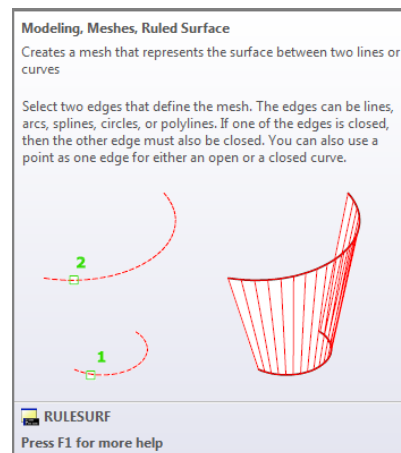 Modeling, Meshes, Ruled Surface
Creates a mesh that represents the surface between two lines or
curves
Select two edges that define the mesh. The edges can be lines,
arcs, splines, circles, or polylines. If one of the edges is closed,
then the other edge must also be closed. You can also use a
point as one edge for either an open or a closed curve.
2
1
RULESURF
Press F1 for more help